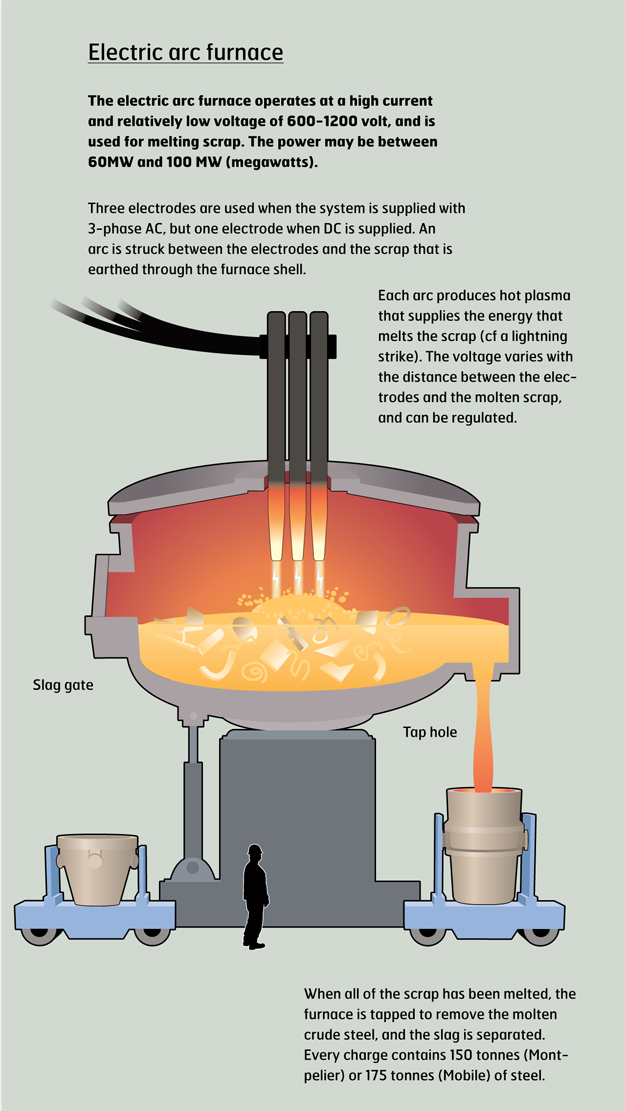 Electric arc furnace
The electric arc furnace operates at a high current
and relatively low voltage of 600-1200 volt, and is
used for melting scrap. The power may be between
60MW and 100 MW (megawatts).
Three electrodes are used when the system is supplied with
3-phase AC, but one electrode when DC is supplied. An
arc is struck between the electrodes and the scrap that is
earthed through the furnace shell.
Each arc produces hot plasma
that supplies the energy that
melts the scrap (cf a lightning
strike). The voltage varies with
the distance between the elec-
trodes and the molten scrap,
and can be regulated.
Slag gate
Tap hole
When all of the scrap has been melted, the
furnace is tapped to remove the molten
crude steel, and the slag is separated.
Every charge contains 150 tonnes (Mont-
pelier) or 175 tonnes (Mobile) of steel.